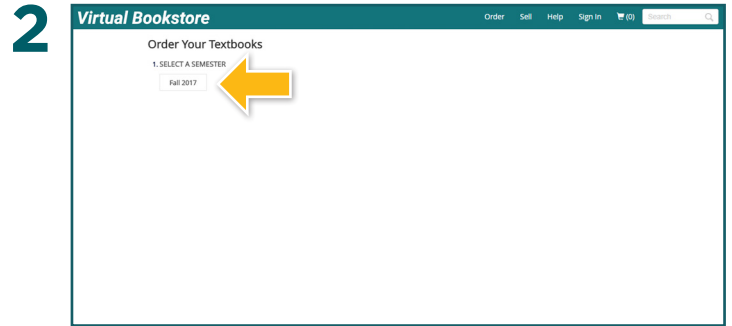 2
Virtual Bookstore
Order Sell Help Sign In (0) Search
Order Your Textbooks
1. SELECT A SEMESTER
Fall 2017